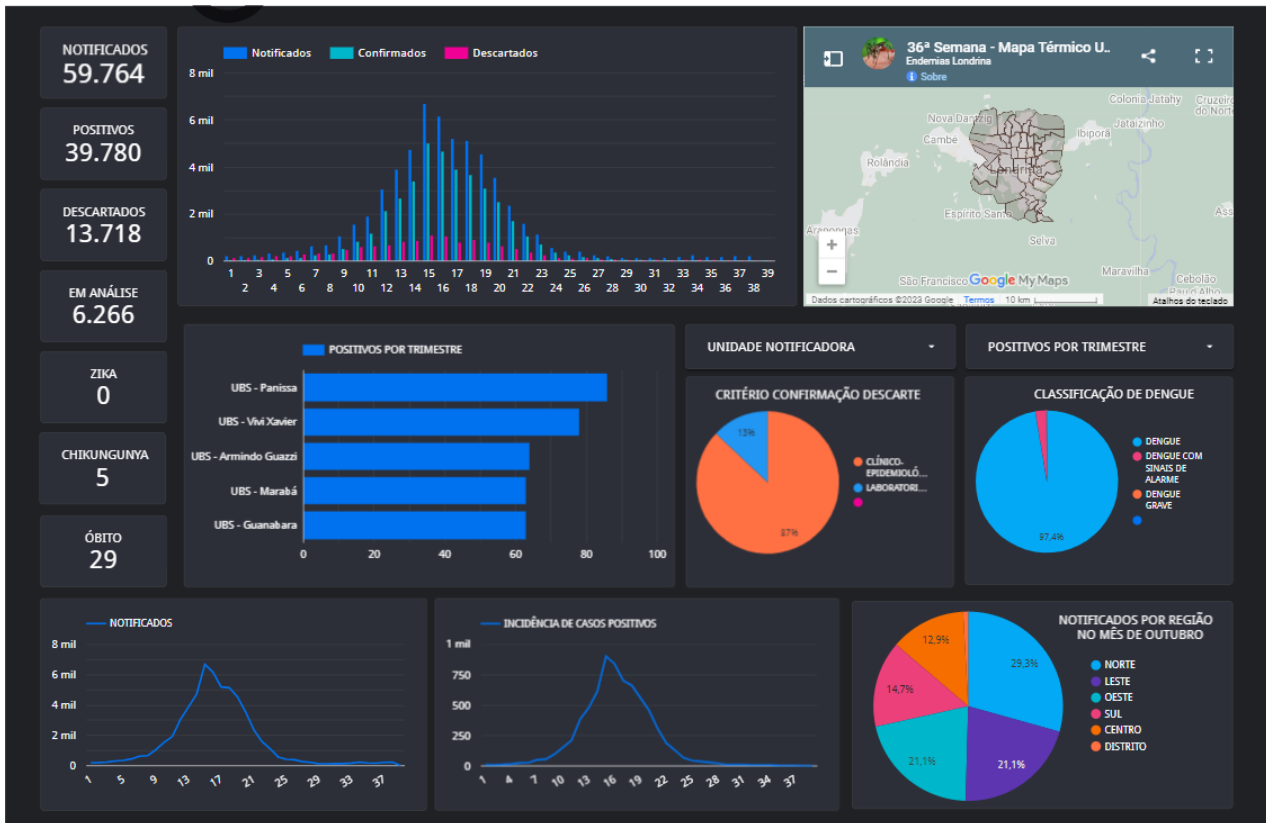 NOTIFICADOS
59.764
POSITIVOS
39.780
DESCARTADOS
13.718
EM ANÁLISE
6.266
ZIKA
0
CHIKUNGUNYA
5
ÓBITO
29
Notificados Confirmados Descartados
8 mil
6 mil
4 mil
2 mil
0
1 3 5 7 9 11 13 15 17 19 21 23 25 27 29 31 33 35 37 39
2 4 6 8 10 12 14 16 18 20 22 24 26 28 30 32 34 36 38
36ª Semana - Mapa Térmico U..
Endemias Londrina
Sobre
Colonia Jatahy
Cruzeiro
do Norte
Nova Dantzig
Jataizinho
Cambé
Ibiporã
Rolândia
Londrina
Espírito Santo
Ass
Arapongas
Selva
+
−
Maravilha
São Francisco
Google My Maps
Cebolão
Pau d'Alho
Dados cartográficos ©2023 Google Termos 10 km
Atalhos do teclado
POSITIVOS POR TRIMESTRE
UBS - Panissa
UBS - Vivi Xavier
UBS - Armindo Guazzi
UBS - Marabá
UBS - Guanabara
0 20 40 60 80 100
UNIDADE NOTIFICADORA
POSITIVOS POR TRIMESTRE
CRITÉRIO CONFIRMAÇÃO DESCARTE
13%
87%
CLÍNICO-
EPIDEMIOLÓ...
LABORATORI...
CLASSIFICAÇÃO DE DENGUE
97,4%
DENGUE
DENGUE COM
SINAIS DE
ALARME
DENGUE
GRAVE
NOTIFICADOS
8 mil
6 mil
4 mil
2 mil
0
1 5 9 13 17 21 25 29 33 37
INCIDÊNCIA DE CASOS POSITIVOS
1 mil
750
500
250
0
1 4 7 10 13 16 19 22 25 28 31 34 37
NOTIFICADOS POR REGIÃO
NO MÊS DE OUTUBRO
12,9%
29,3%
14,7%
21,1%
21,1%
NORTE
LESTE
OESTE
SUL
CENTRO
DISTRITO